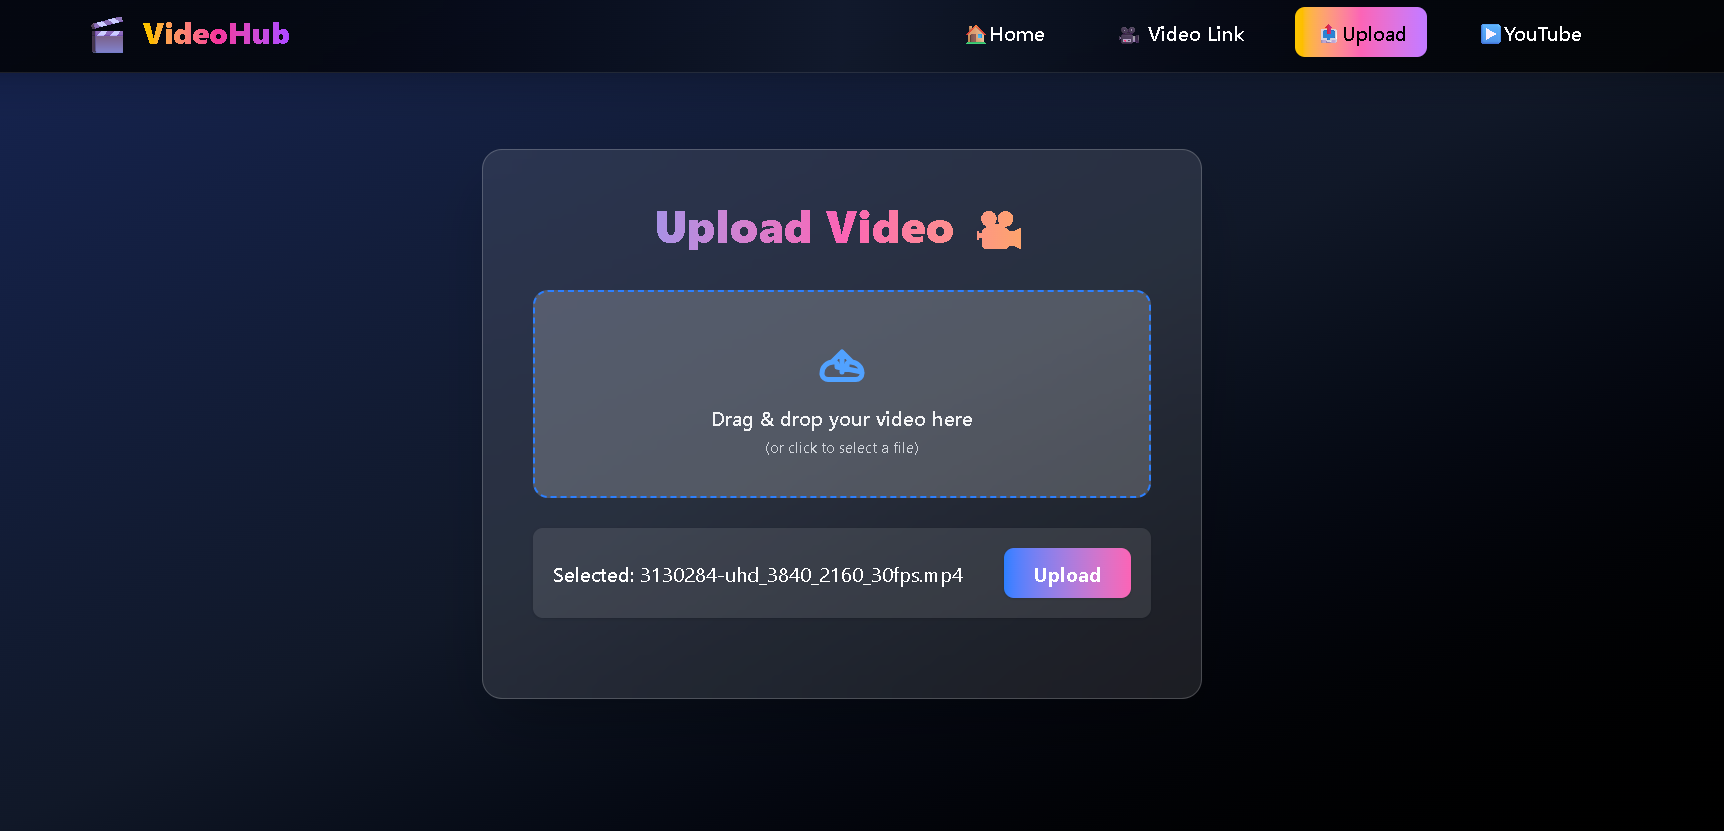 VideoHub
Home
Video Link
Upload
YouTube
Upload Video
Drag & drop your video here
(or click to select a file)
Selected: 3130284-uhd_3840_2160_30fps.mp4
Upload